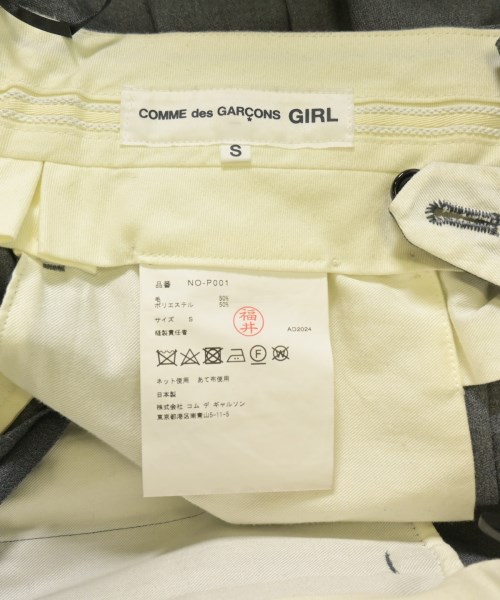 COMME des GARÇONS GIRL
S
品番 NO-P001
毛 50%
ポリエステル 50%
サイズ S
縫製責任者 福井 AD2024
ネット使用 あて布使用
日本製
株式会社 コム デ ギャルソン
東京都港区南青山5-11-5